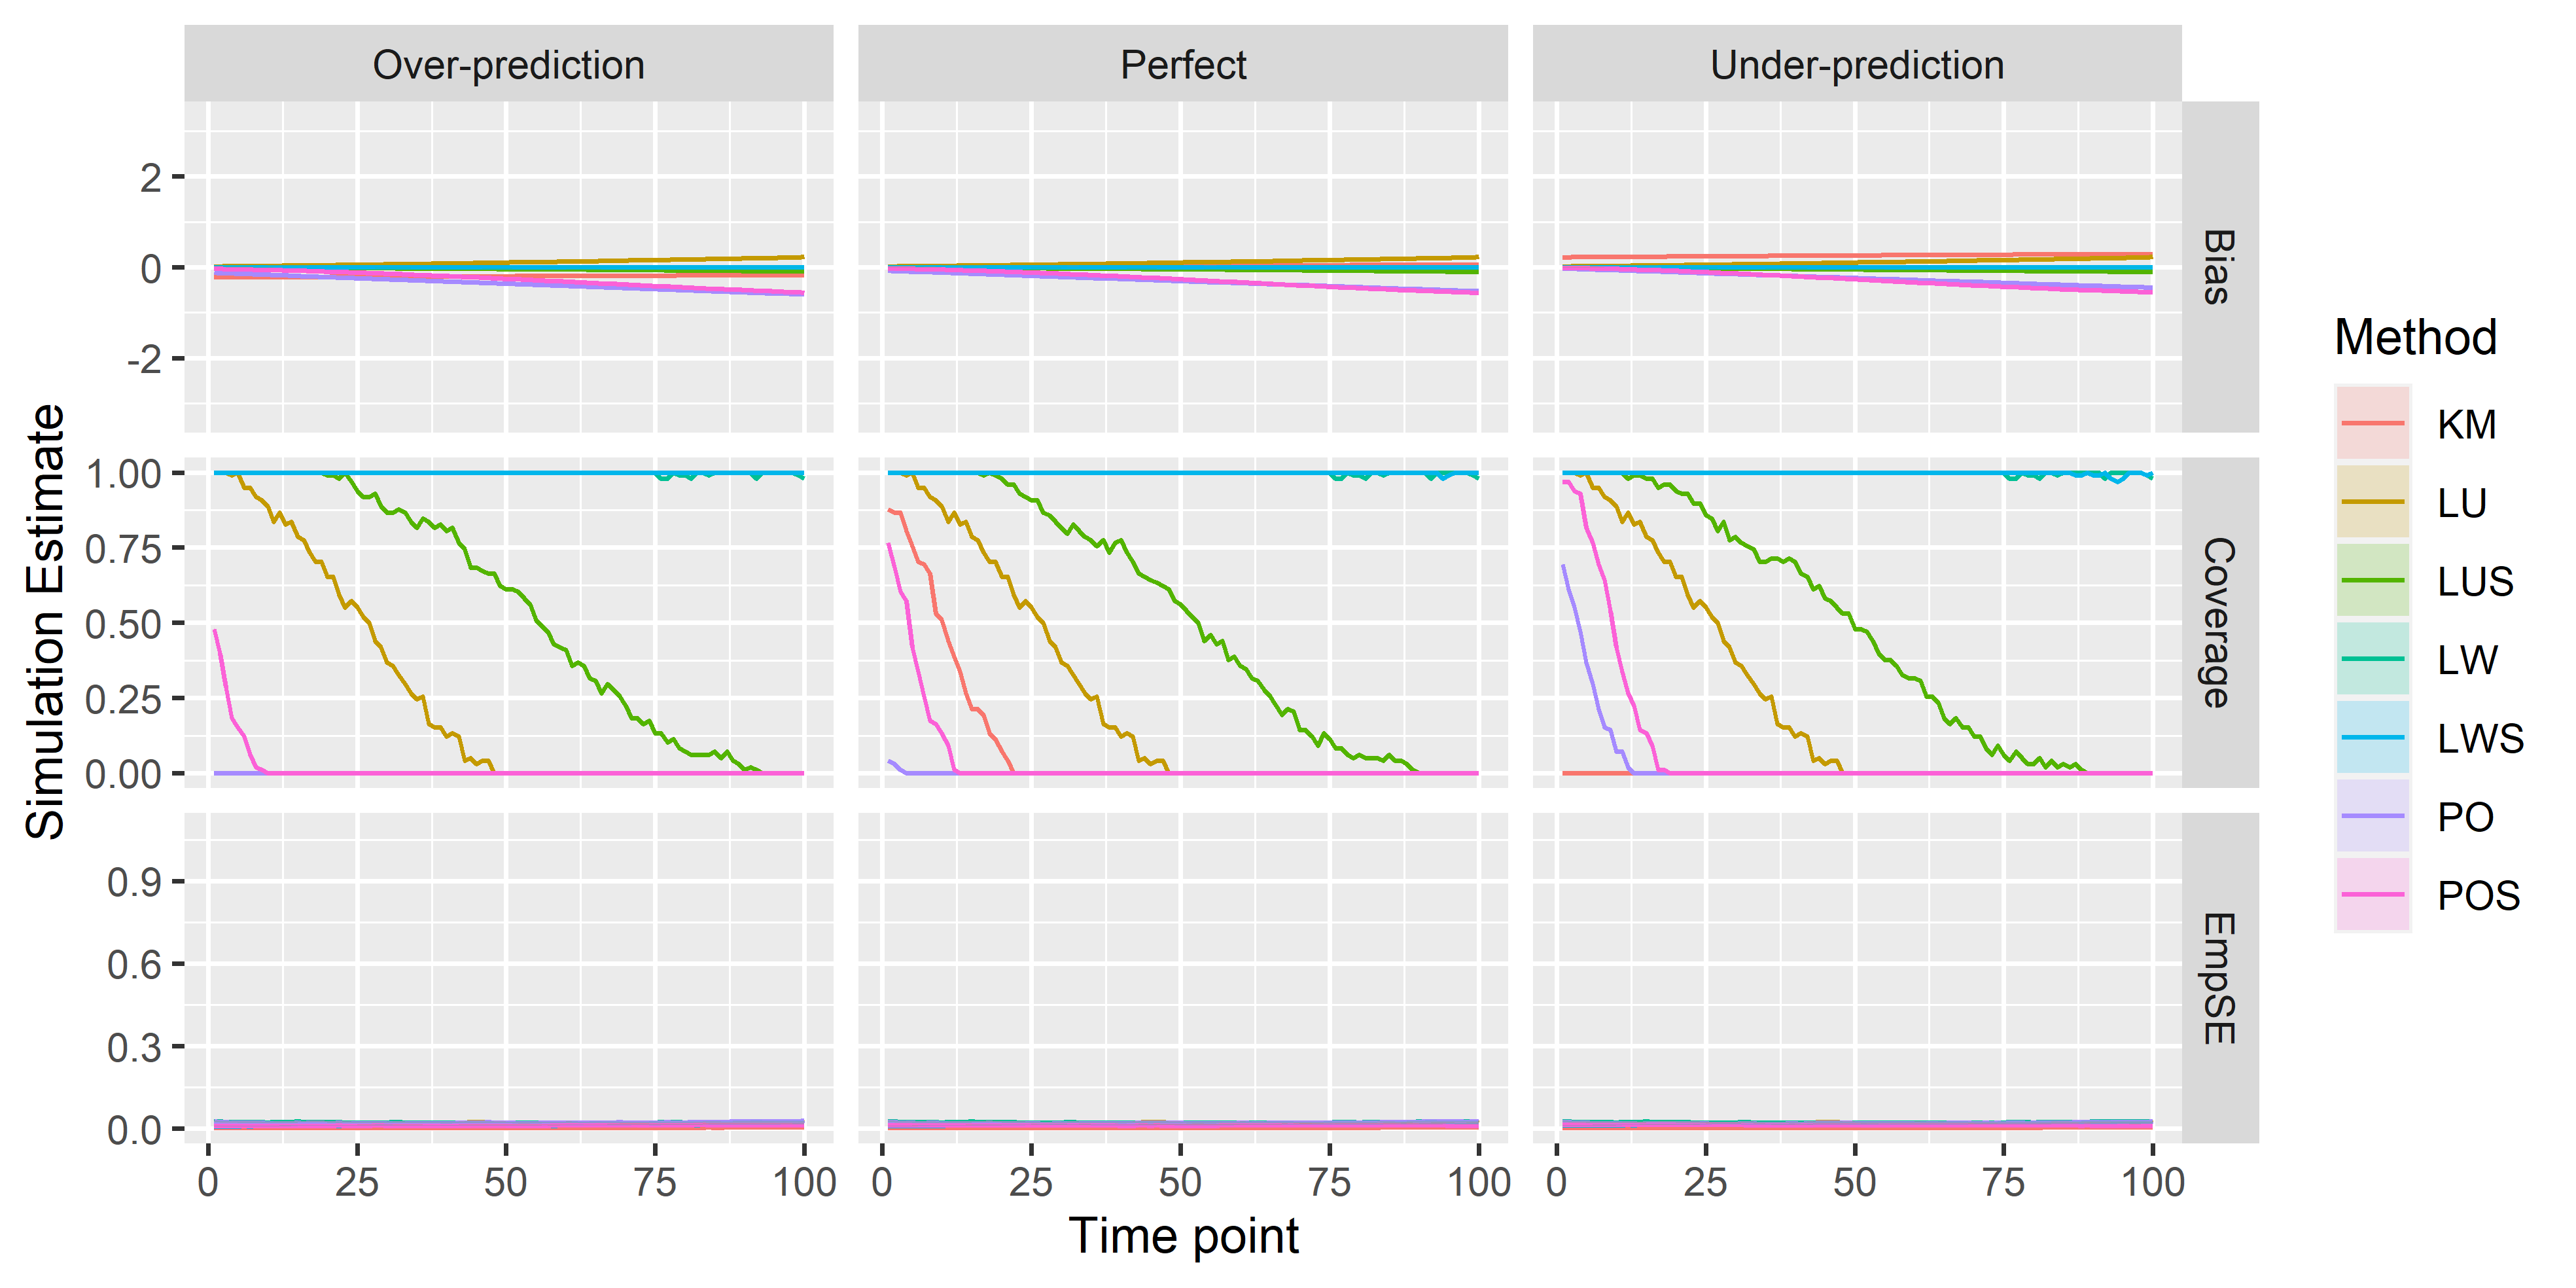 Over-prediction
Perfect
Under-prediction
2
0
-2
Bias
1.00
0.75
0.50
0.25
0.00
Coverage
0.9
0.6
0.3
0.0
EmpSE
0 25 50 75 100
0 25 50 75 100
0 25 50 75 100
Time point
Simulation Estimate
Method
KM
LU
LUS
LW
LWS
PO
POS